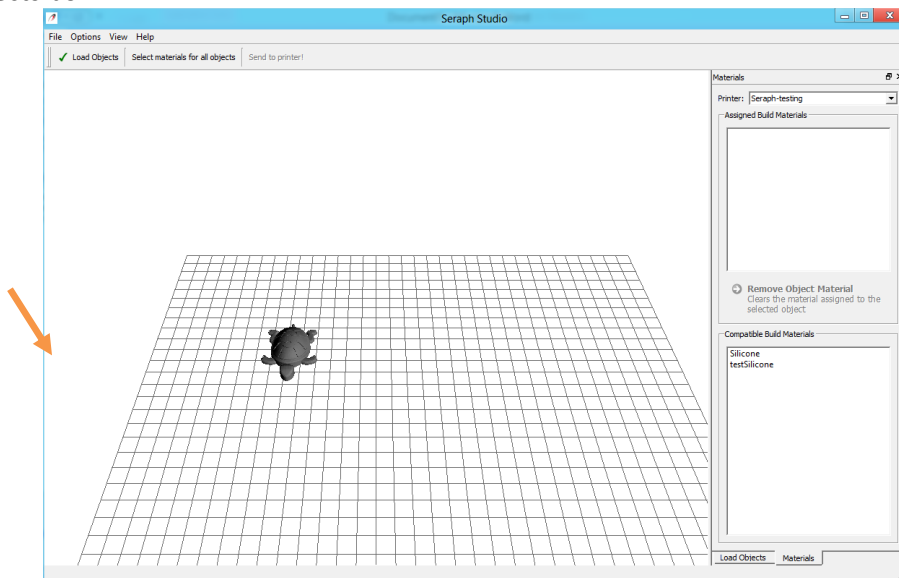 Seraph Studio
File Options View Help
Load Objects Select materials for all objects Send to printer!
Materials
Printer: Seraph-testing
Assigned Build Materials
Remove Object Material
Clears the material assigned to the
selected object
Compatible Build Materials
Silicone
testSilicone
Load Objects Materials